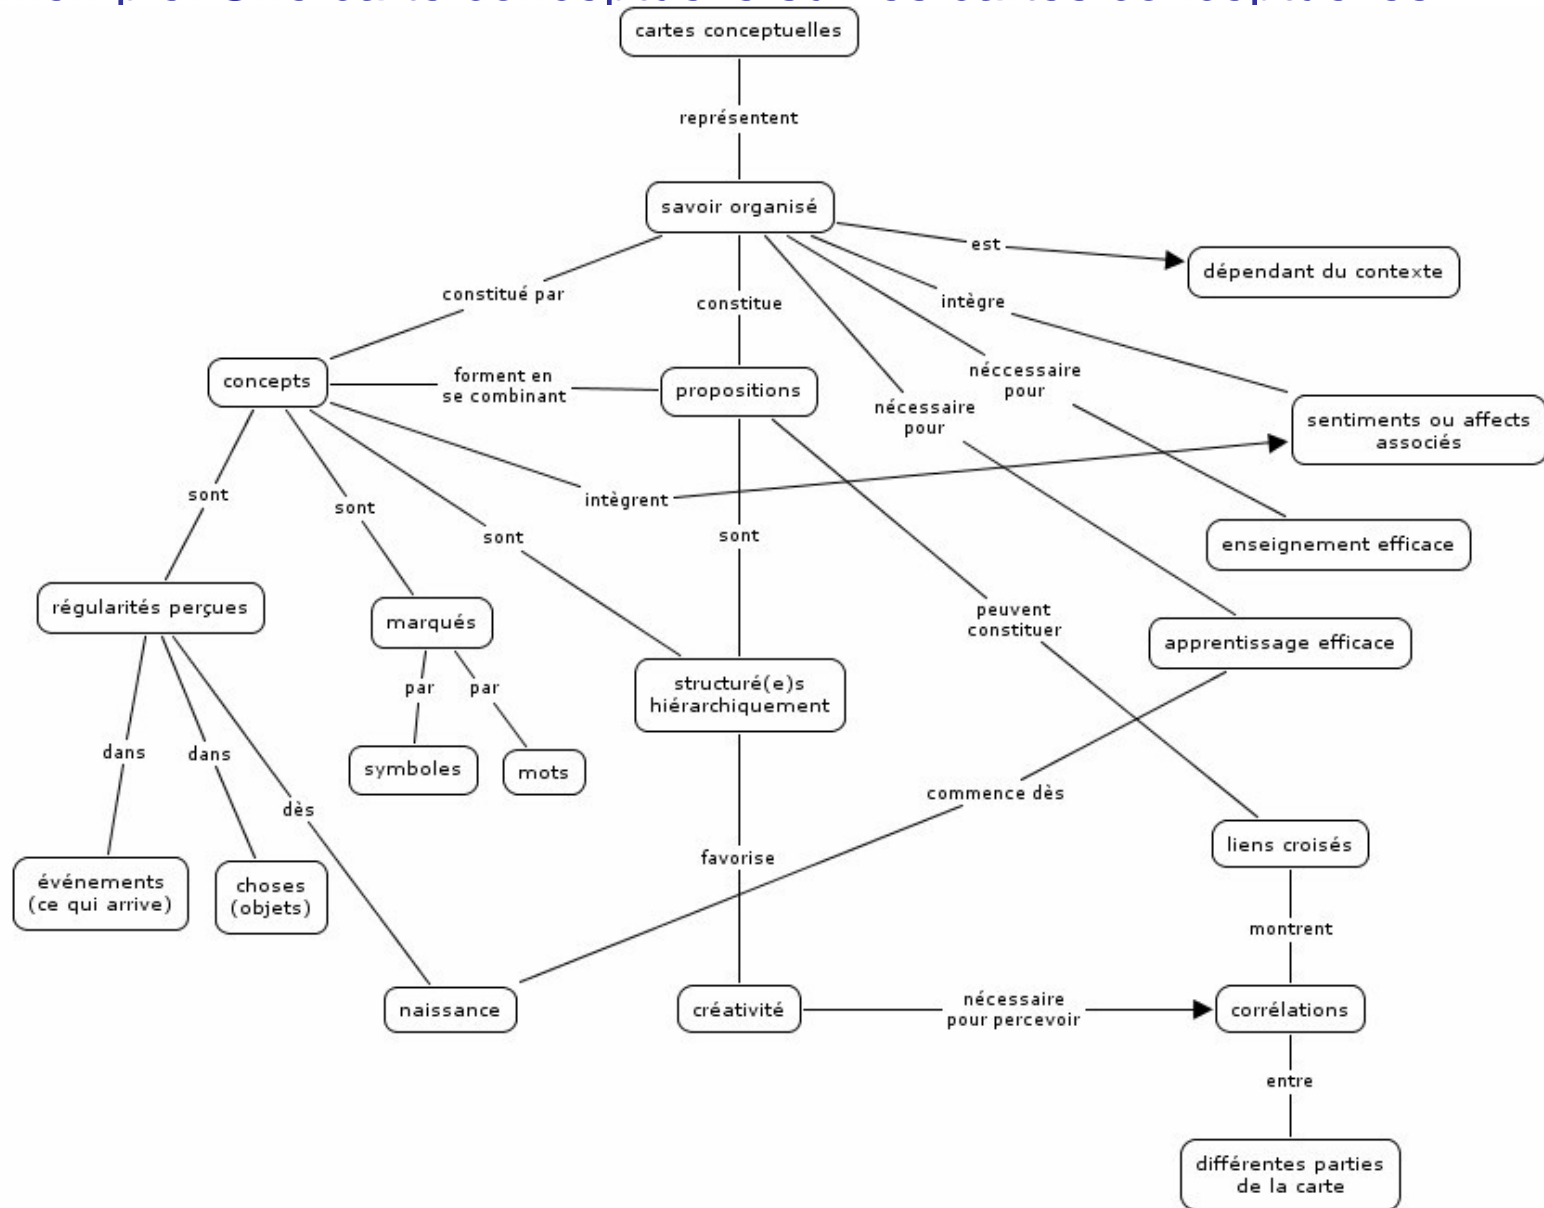 cartes conceptuelles
représentent
savoir organisé
est
dépendant du contexte
constitué par
constitue
intègre
concepts
forment en
se combinant
propositions
néccessaire
pour
nécessaire
pour
sentiments ou affects
associés
intègrent
sont
sont
sont
sont
enseignement efficace
régularités perçues
marqués
peuvent
constituer
apprentissage efficace
par
par
structuré(e)s
hiérarchiquement
dans
dans
symboles
mots
dès
commence dès
favorise
liens croisés
événements
(ce qui arrive)
choses
(objets)
montrent
naissance
créativité
nécessaire
pour percevoir
corrélations
entre
différentes parties
de la carte